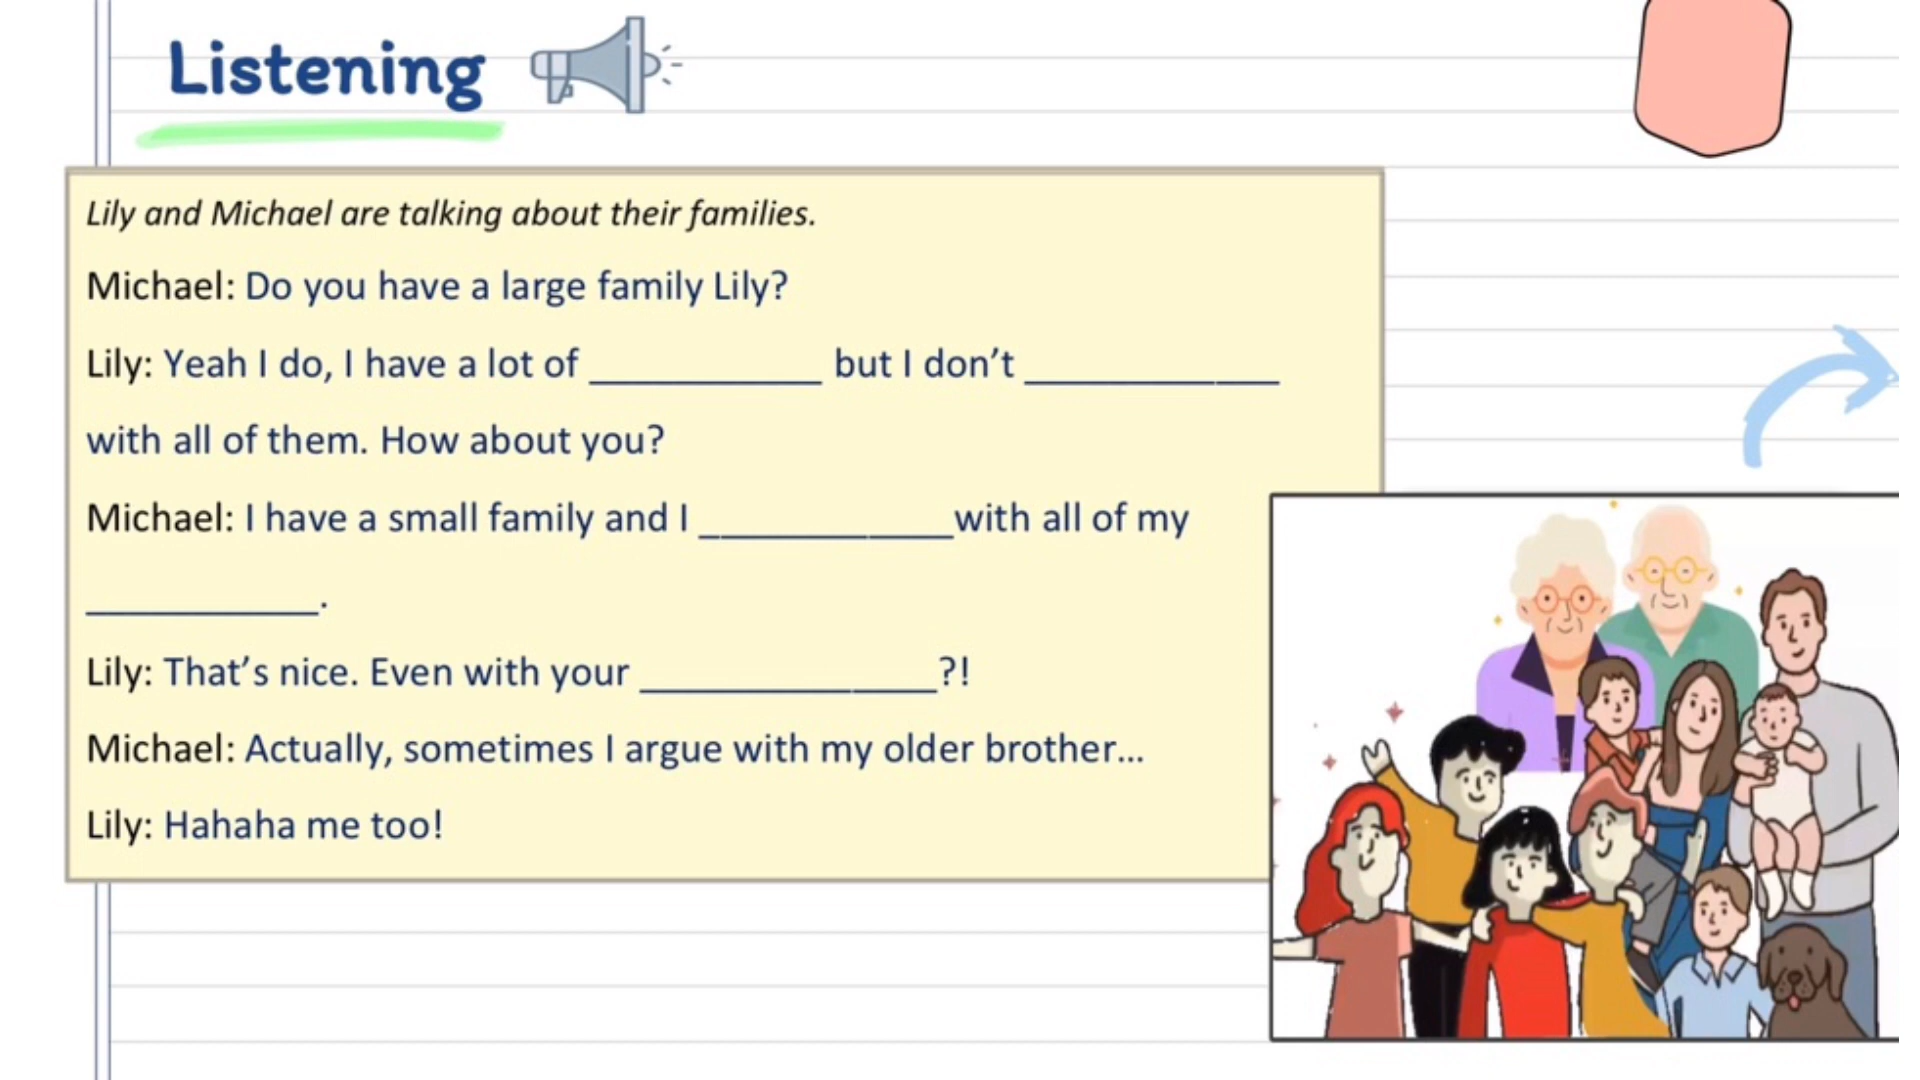 Listening
Lily and Michael are talking about their families.
Michael: Do you have a large family Lily?
Lily: Yeah I do, I have a lot of ___________ but I don’t ____________
with all of them. How about you?
Michael: I have a small family and I ____________with all of my
___________.
Lily: That’s nice. Even with your ______________?!
Michael: Actually, sometimes I argue with my older brother…
Lily: Hahaha me too!